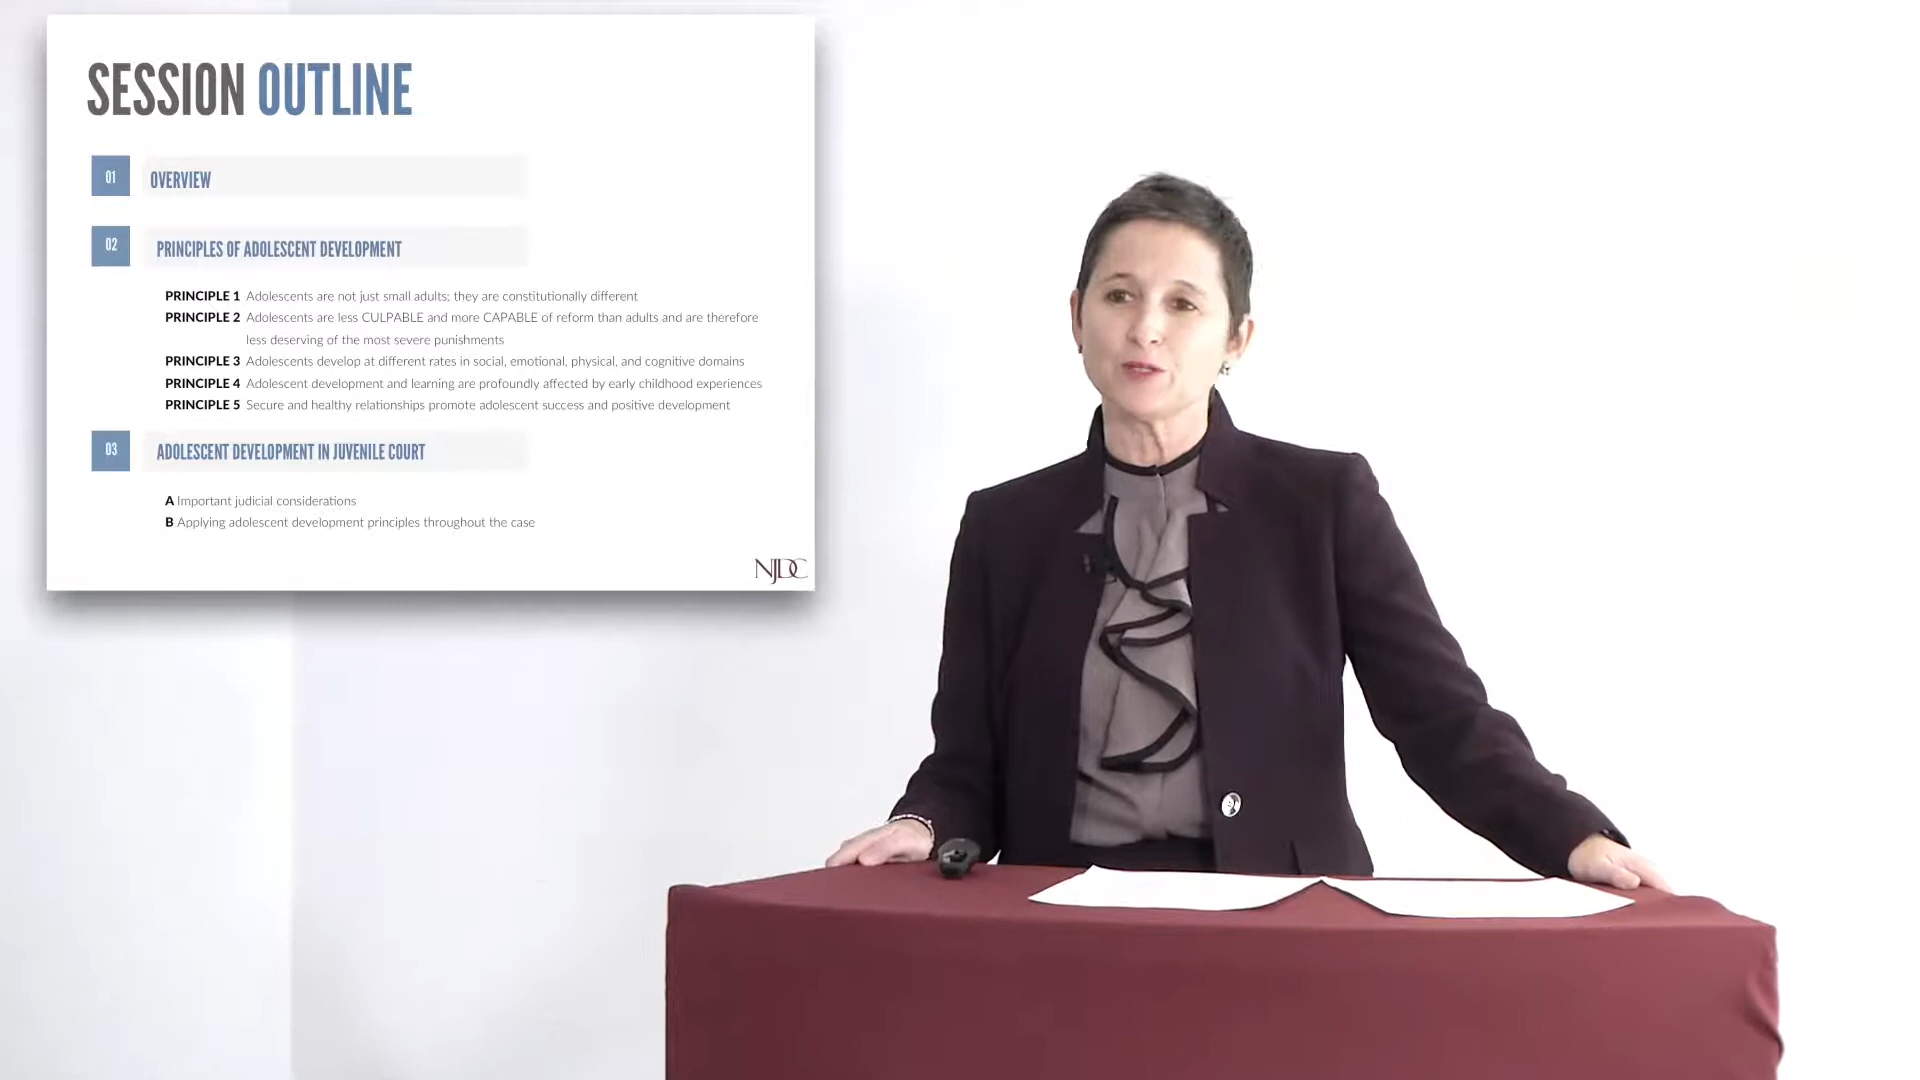 SESSION OUTLINE
01 OVERVIEW
02 PRINCIPLES OF ADOLESCENT DEVELOPMENT
PRINCIPLE 1 Adolescents are not just small adults; they are constitutionally different
PRINCIPLE 2 Adolescents are less CULPABLE and more CAPABLE of reform than adults and are therefore
less deserving of the most severe punishments
PRINCIPLE 3 Adolescents develop at different rates in social, emotional, physical, and cognitive domains
PRINCIPLE 4 Adolescent development and learning are profoundly affected by early childhood experiences
PRINCIPLE 5 Secure and healthy relationships promote adolescent success and positive development
03 ADOLESCENT DEVELOPMENT IN JUVENILE COURT
A Important judicial considerations
B Applying adolescent development principles throughout the case
NJDC